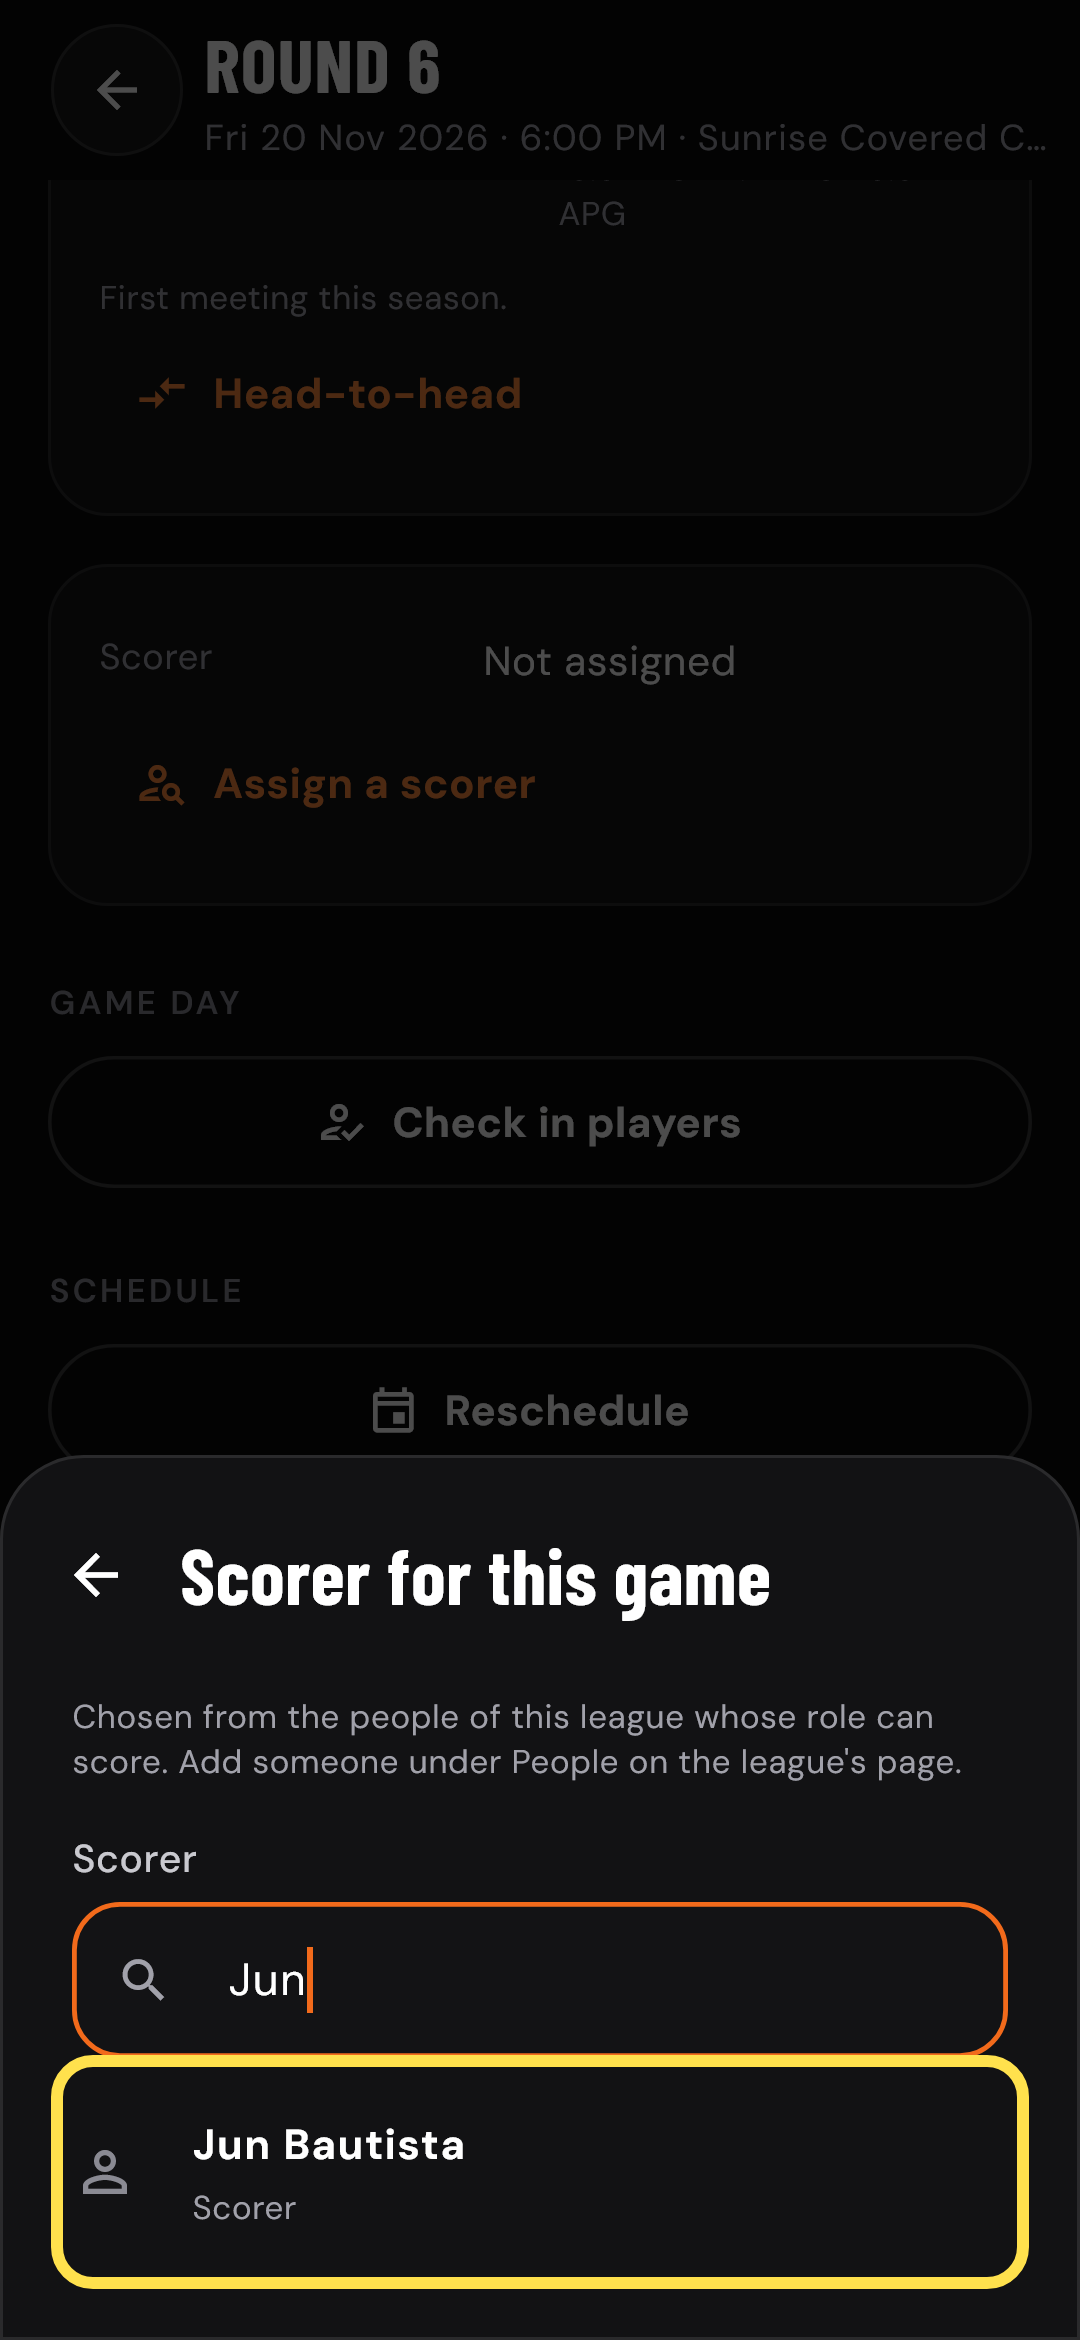 ROUND 6
Fri 20 Nov 2026 · 6:00 PM · Sunrise Covered C...
APG
First meeting this season.
Head-to-head
Scorer
Not assigned
Assign a scorer
GAME DAY
Check in players
SCHEDULE
Reschedule
Scorer for this game
Chosen from the people of this league whose role can
score. Add someone under People on the league's page.
Scorer
Jun
Jun Bautista
Scorer